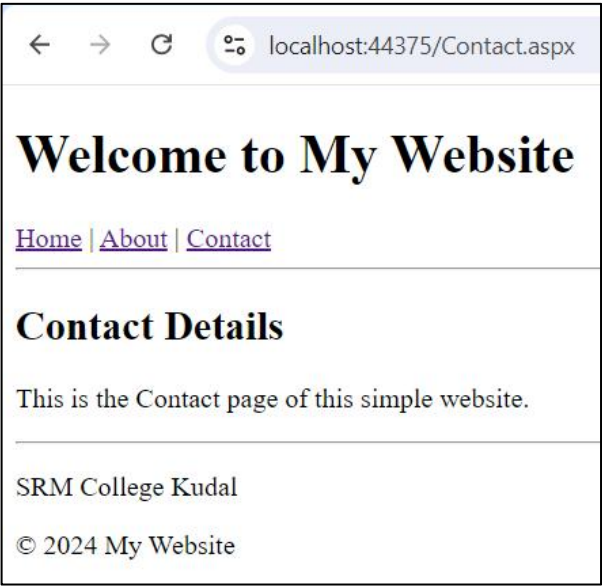 localhost:44375/Contact.aspx
Welcome to My Website
Home | About | Contact
Contact Details
This is the Contact page of this simple website.
SRM College Kudal
© 2024 My Website